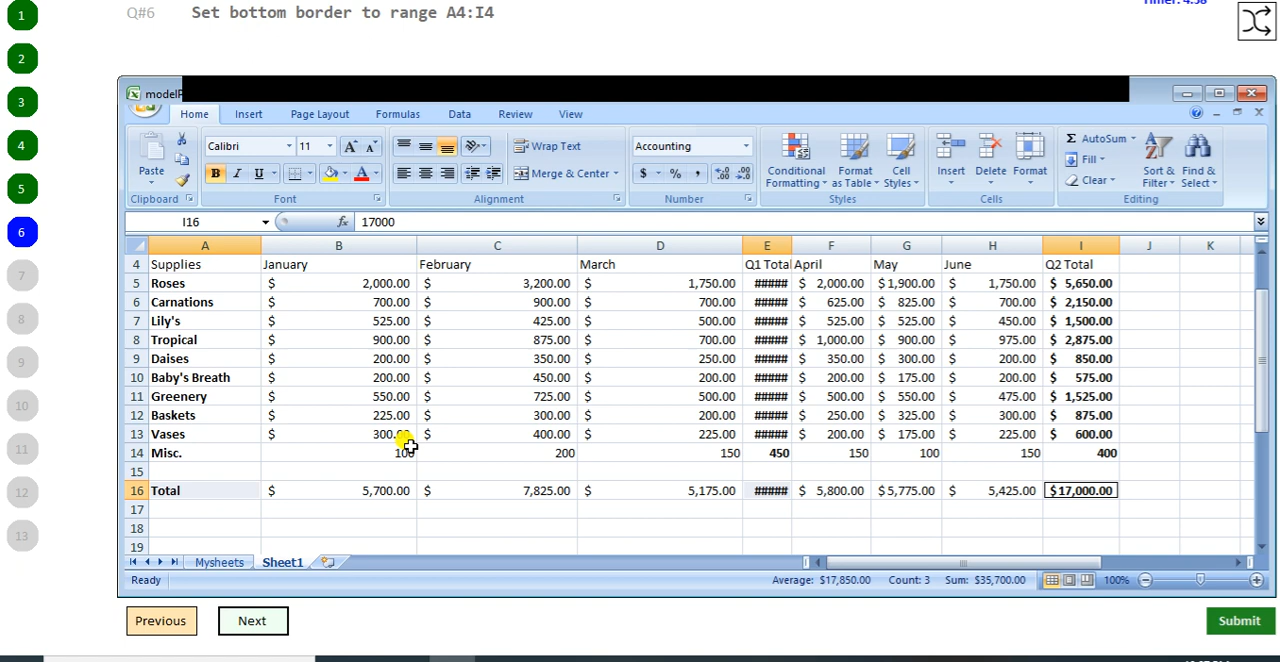 1
Q#6 Set bottom border to range A4:I4
2
3
4
5
6
7
8
9
10
11
12
13
Home Insert Page Layout Formulas Data Review View
Paste
Calibri 11 A A
B I U A
Wrap Text
Merge & Center
Accounting
$ % , .00
Conditional Formatting
Format as Table
Cell Styles
Insert Delete Format
Σ AutoSum
Fill
Clear
Sort & Filter
Find & Select
Clipboard Font Alignment Number Styles Cells Editing
I16 fx 17000
A B C D E F G H I J K
4 Supplies January February March Q1 Total April May June Q2 Total
5 Roses $ 2,000.00 $ 3,200.00 $ 1,750.00 ##### $ 2,000.00 $ 1,900.00 $ 1,750.00 $ 5,650.00
6 Carnations $ 700.00 $ 900.00 $ 700.00 ##### $ 625.00 $ 825.00 $ 700.00 $ 2,150.00
7 Lily's $ 525.00 $ 425.00 $ 500.00 ##### $ 525.00 $ 525.00 $ 450.00 $ 1,500.00
8 Tropical $ 900.00 $ 875.00 $ 700.00 ##### $ 1,000.00 $ 900.00 $ 975.00 $ 2,875.00
9 Daises $ 200.00 $ 350.00 $ 250.00 ##### $ 350.00 $ 300.00 $ 200.00 $ 850.00
10 Baby's Breath $ 200.00 $ 450.00 $ 200.00 ##### $ 200.00 $ 175.00 $ 200.00 $ 575.00
11 Greenery $ 550.00 $ 725.00 $ 500.00 ##### $ 500.00 $ 550.00 $ 475.00 $ 1,525.00
12 Baskets $ 225.00 $ 300.00 $ 200.00 ##### $ 250.00 $ 325.00 $ 300.00 $ 875.00
13 Vases $ 300.00 $ 400.00 $ 225.00 ##### $ 200.00 $ 175.00 $ 225.00 $ 600.00
14 Misc. 100 200 150 450 150 100 150 400
15
16 Total $ 5,700.00 $ 7,825.00 $ 5,175.00 ##### $ 5,800.00 $ 5,775.00 $ 5,425.00 $17,000.00
17
18
19
Mysheets Sheet1
Ready Average: $17,850.00 Count: 3 Sum: $35,700.00 100%
Previous Next Submit